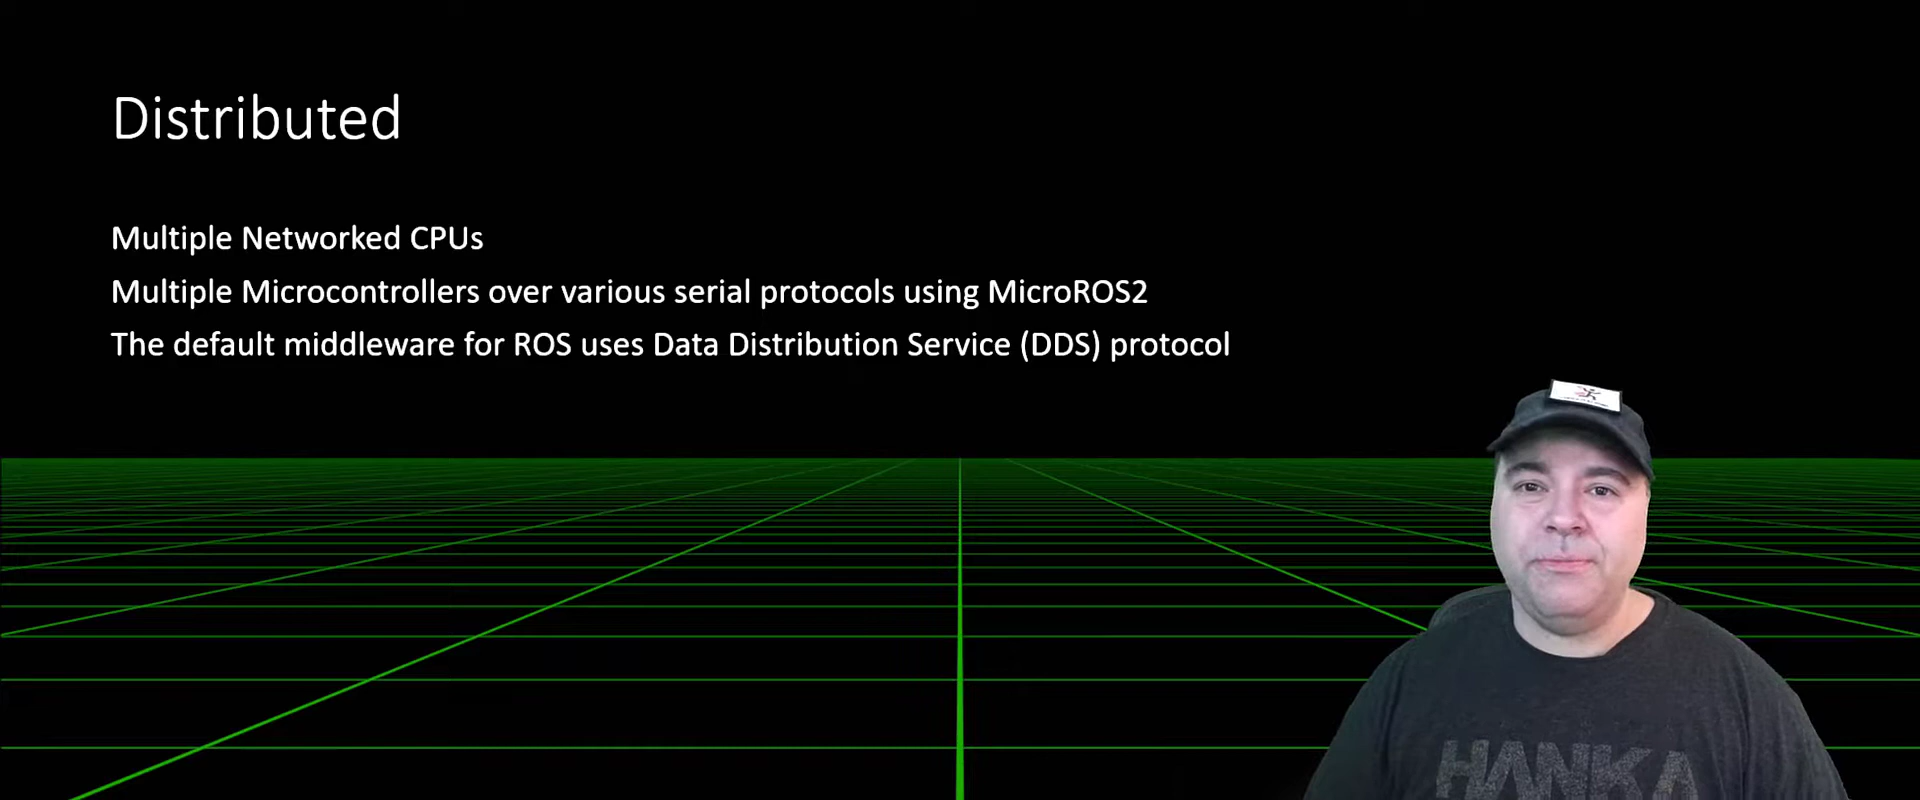 Distributed
Multiple Networked CPUs
Multiple Microcontrollers over various serial protocols using MicroROS2
The default middleware for ROS uses Data Distribution Service (DDS) protocol
HANKA